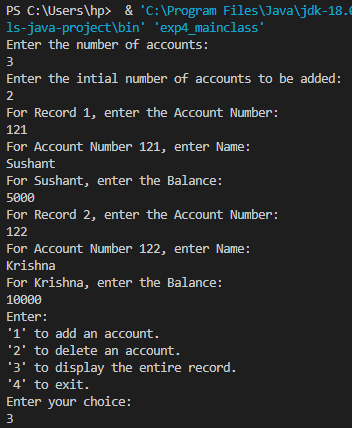 PS C:\Users\hp>  & 'C:\Program Files\Java\jdk-18.0
ls-java-project\bin' 'exp4_mainclass'
Enter the number of accounts:
3
Enter the intial number of accounts to be added:
2
For Record 1, enter the Account Number:
121
For Account Number 121, enter Name:
Sushant
For Sushant, enter the Balance:
5000
For Record 2, enter the Account Number:
122
For Account Number 122, enter Name:
Krishna
For Krishna, enter the Balance:
10000
Enter:
'1' to add an account.
'2' to delete an account.
'3' to display the entire record.
'4' to exit.
Enter your choice:
3